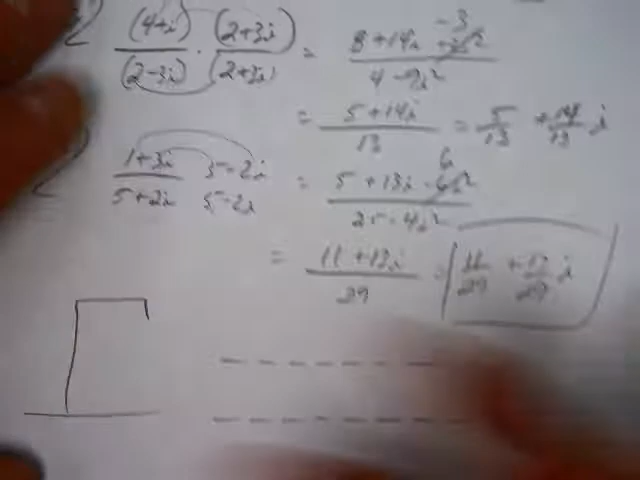 (4+i)/(2-3i) · (2+3i)/(2+3i) = 8+14i +3i² -3/4-9i²
= 5+14i/13 = 5/13 + 14/13 i
1+3i/5+2i 5-2i/5-2i = 5+13i-6i² 6/25-4i²
= 11+13i/29 = 11/29 + 13/29 i